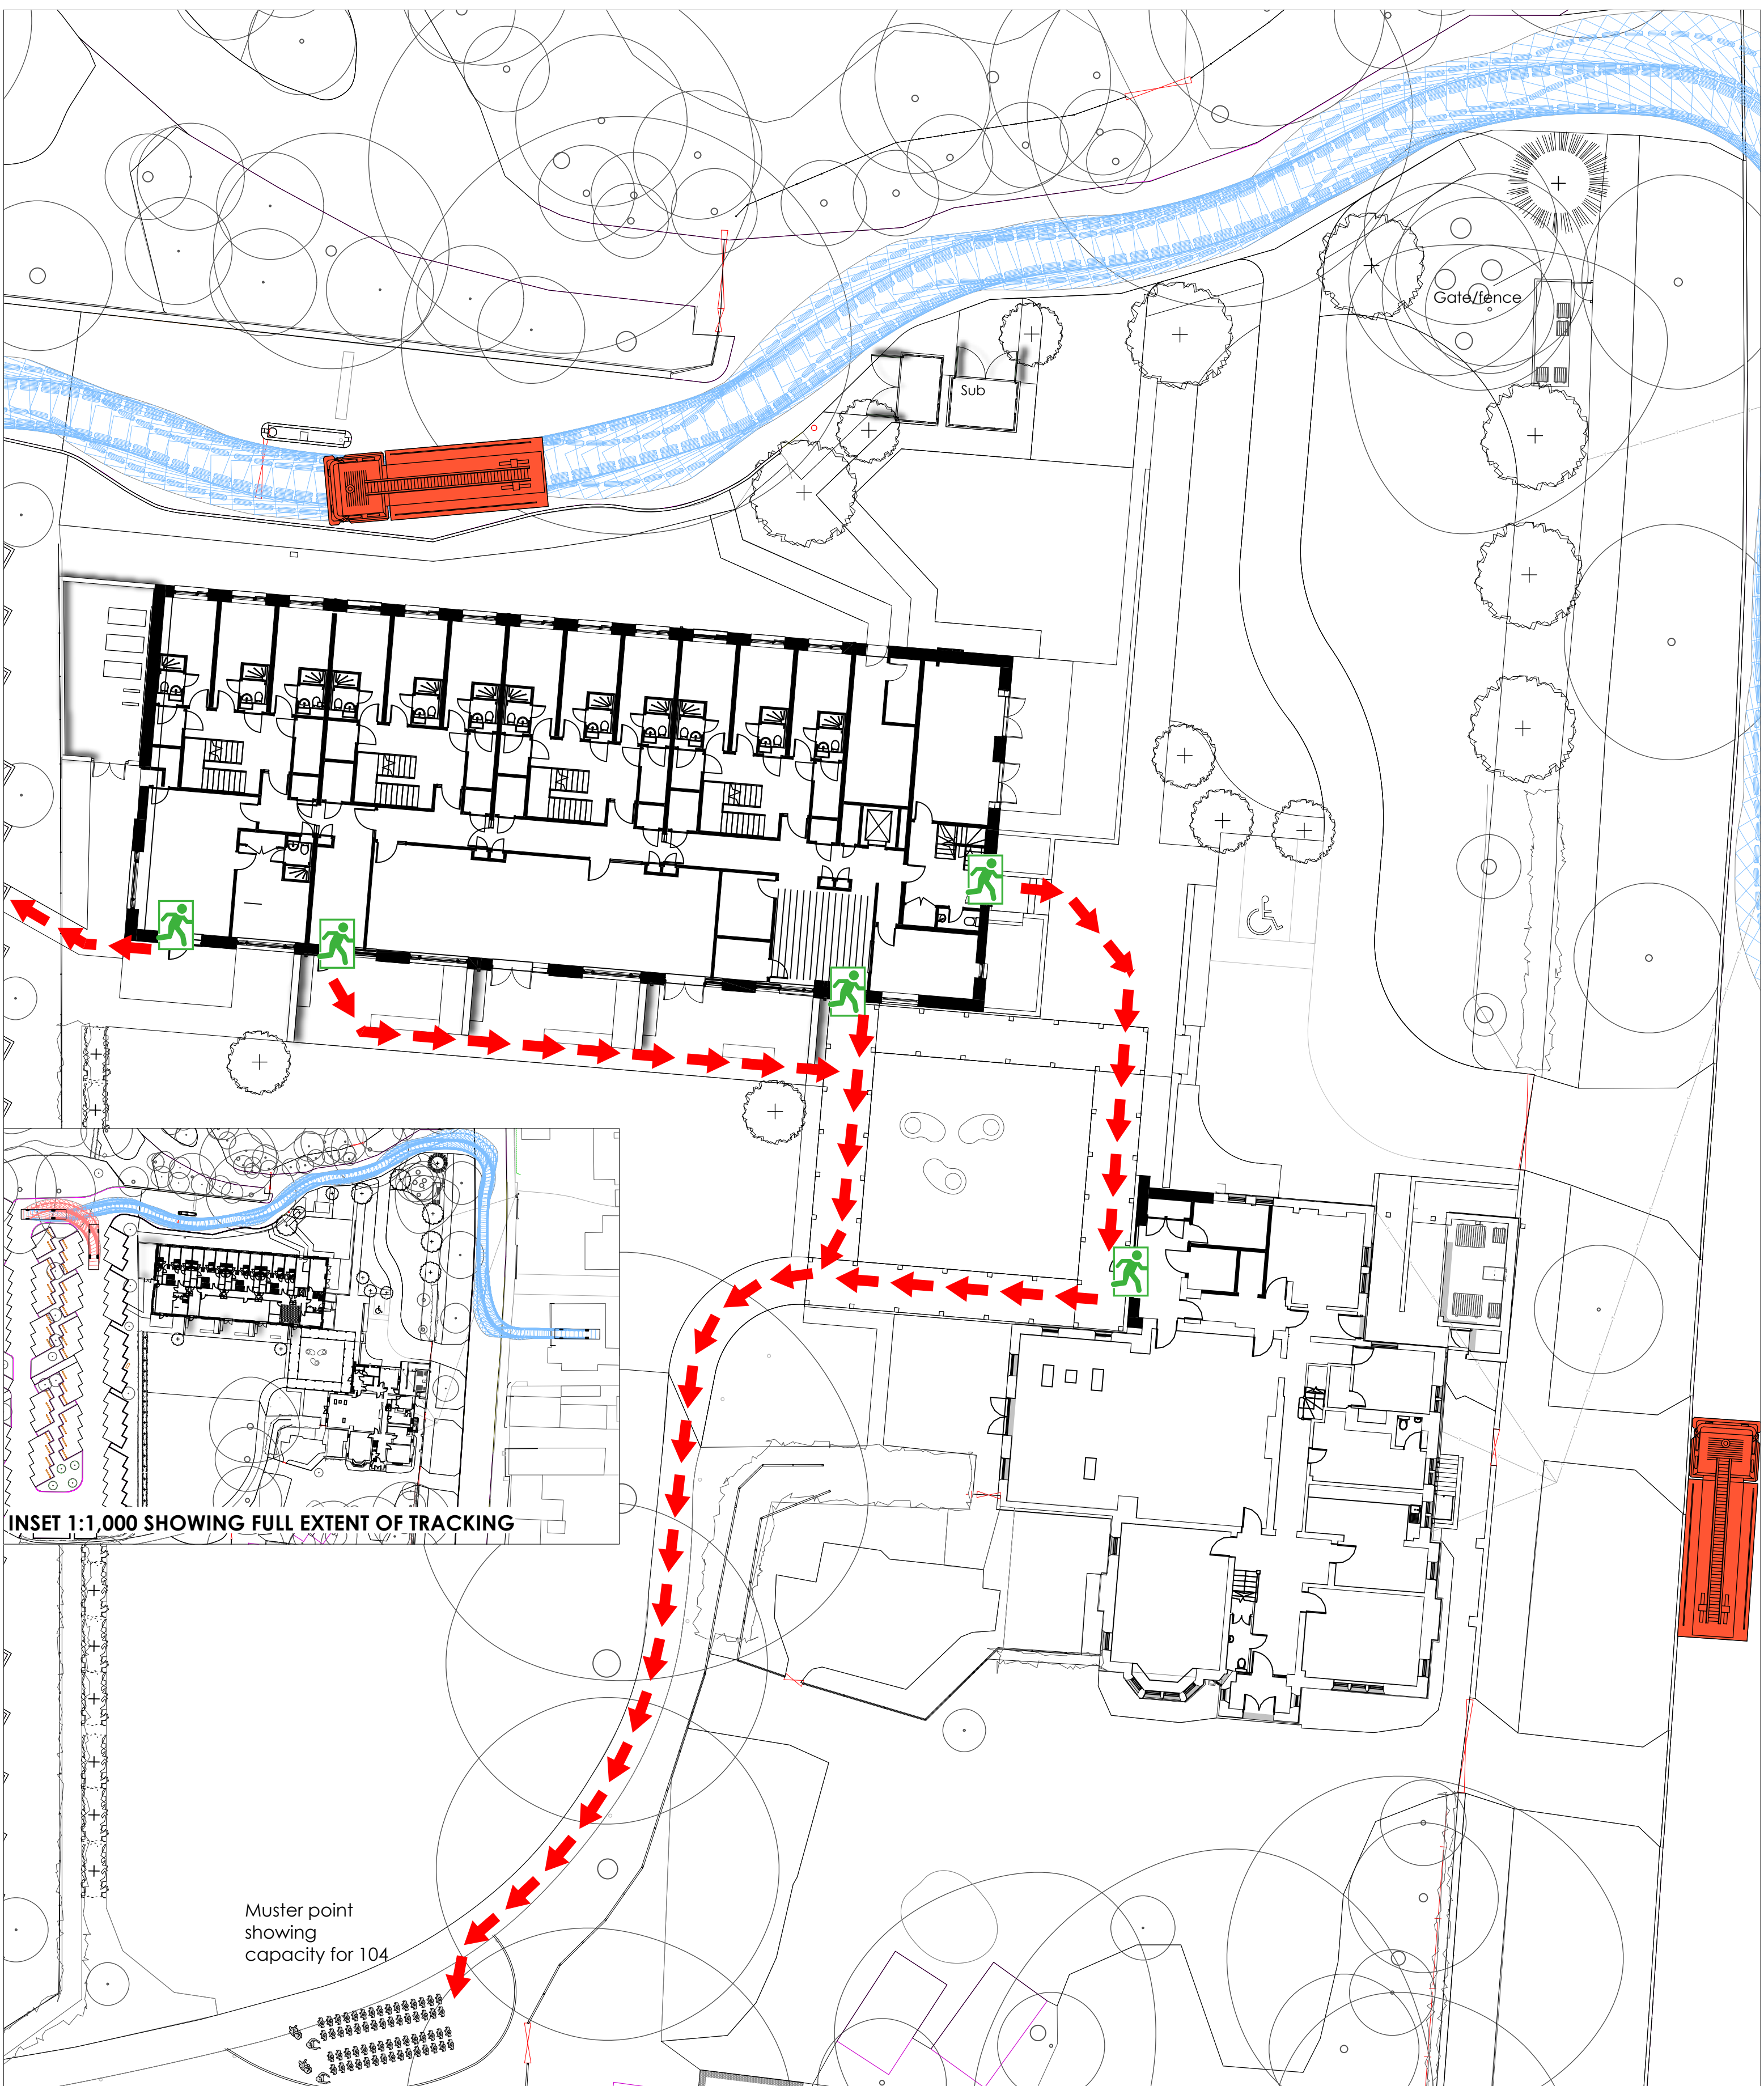 Gate/fence
Sub
INSET 1:1,000 SHOWING FULL EXTENT OF TRACKING
Muster point
showing
capacity for 104